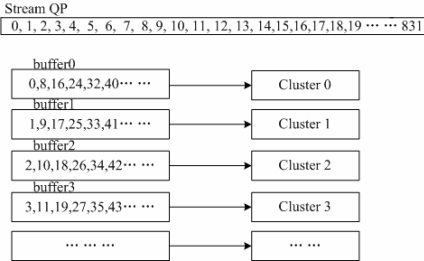 Stream QP
0, 1, 2, 3, 4, 5, 6, 7, 8, 9, 10, 11, 12, 13, 14,15,16,17,18,19 … … 831
buffer0
0,8,16,24,32,40… …
Cluster 0
buffer1
1,9,17,25,33,41… …
Cluster 1
buffer2
2,10,18,26,34,42… …
Cluster 2
buffer3
3,11,19,27,35,43… …
Cluster 3
… … …
… …